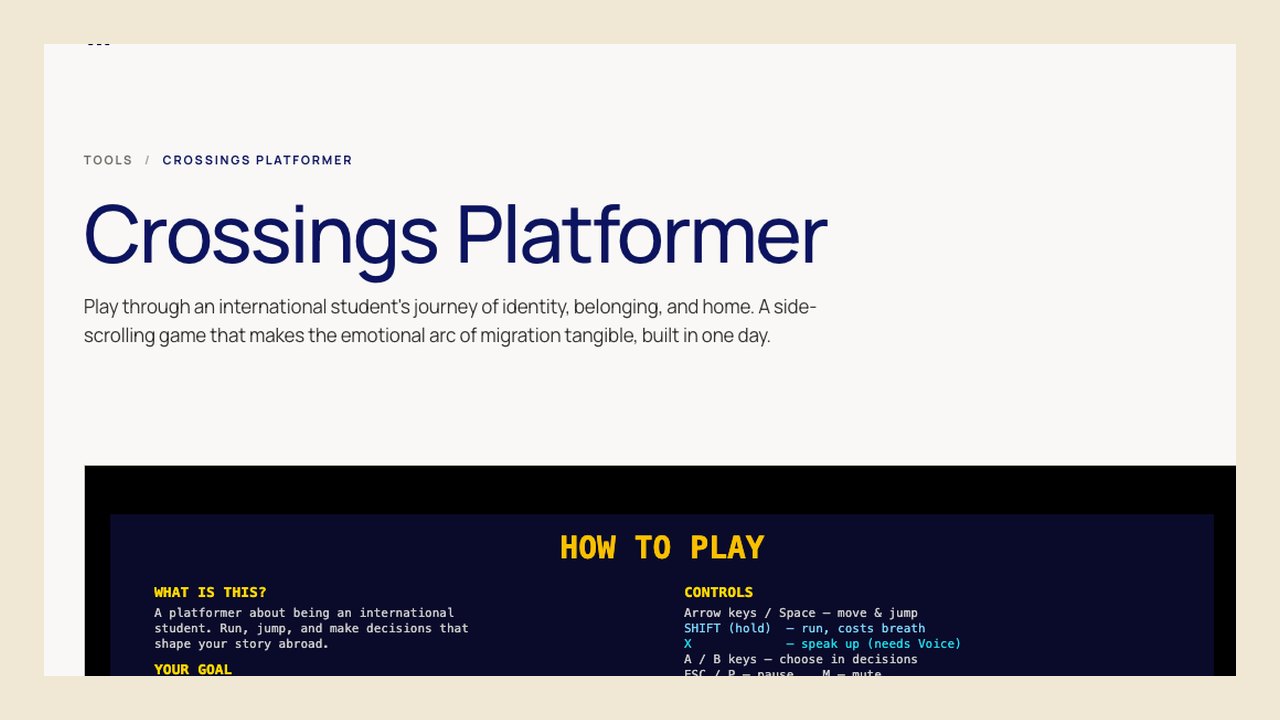 TOOLS / CROSSINGS PLATFORMER
Crossings Platformer
Play through an international student's journey of identity, belonging, and home. A side-
scrolling game that makes the emotional arc of migration tangible, built in one day.
HOW TO PLAY
WHAT IS THIS?
A platformer about being an international
student. Run, jump, and make decisions that
shape your story abroad.
YOUR GOAL
CONTROLS
Arrow keys / Space — move & jump
SHIFT (hold) — run, costs breath
X — speak up (needs Voice)
A / B keys — choose in decisions
ESC / P — pause M — mute